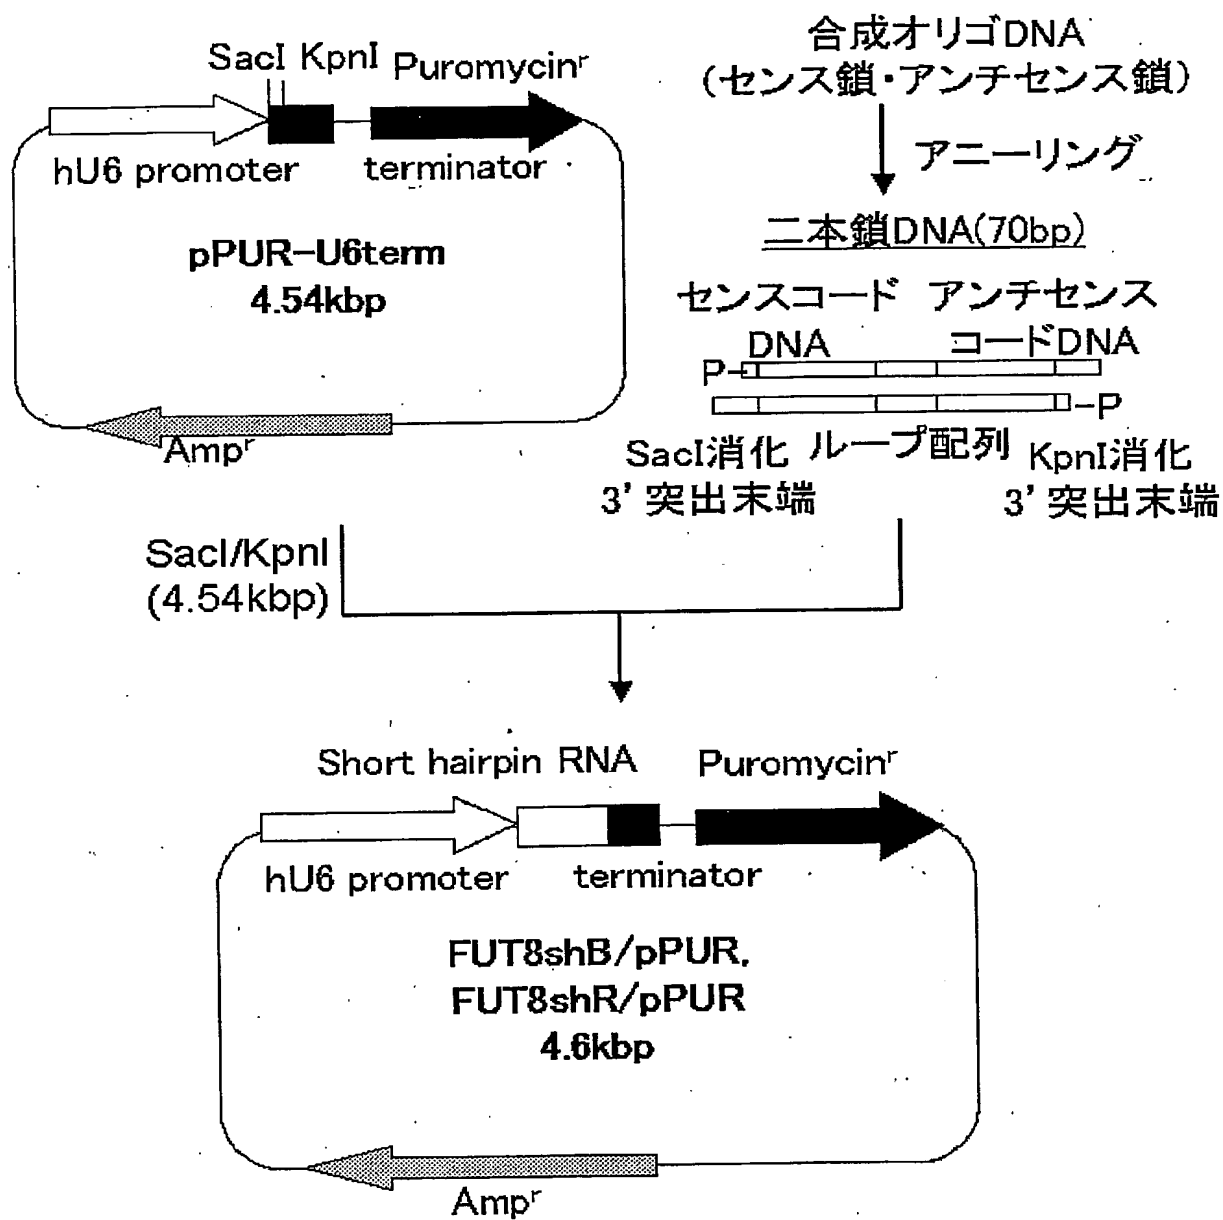 SacI KpnI Puromycinʳ
hU6 promoter terminator
pPUR-U6term
4.54kbp
Ampʳ
合成オリゴDNA
(センス鎖・アンチセンス鎖)
アニーリング
二本鎖DNA(70bp)
センスコード アンチセンス
DNA コードDNA
P-
-P
SacI消化 ループ配列 KpnI消化
3’突出末端 3’突出末端
SacI/KpnI
(4.54kbp)
Short hairpin RNA Puromycinʳ
hU6 promoter terminator
FUT8shB/pPUR,
FUT8shR/pPUR
4.6kbp
Ampʳ